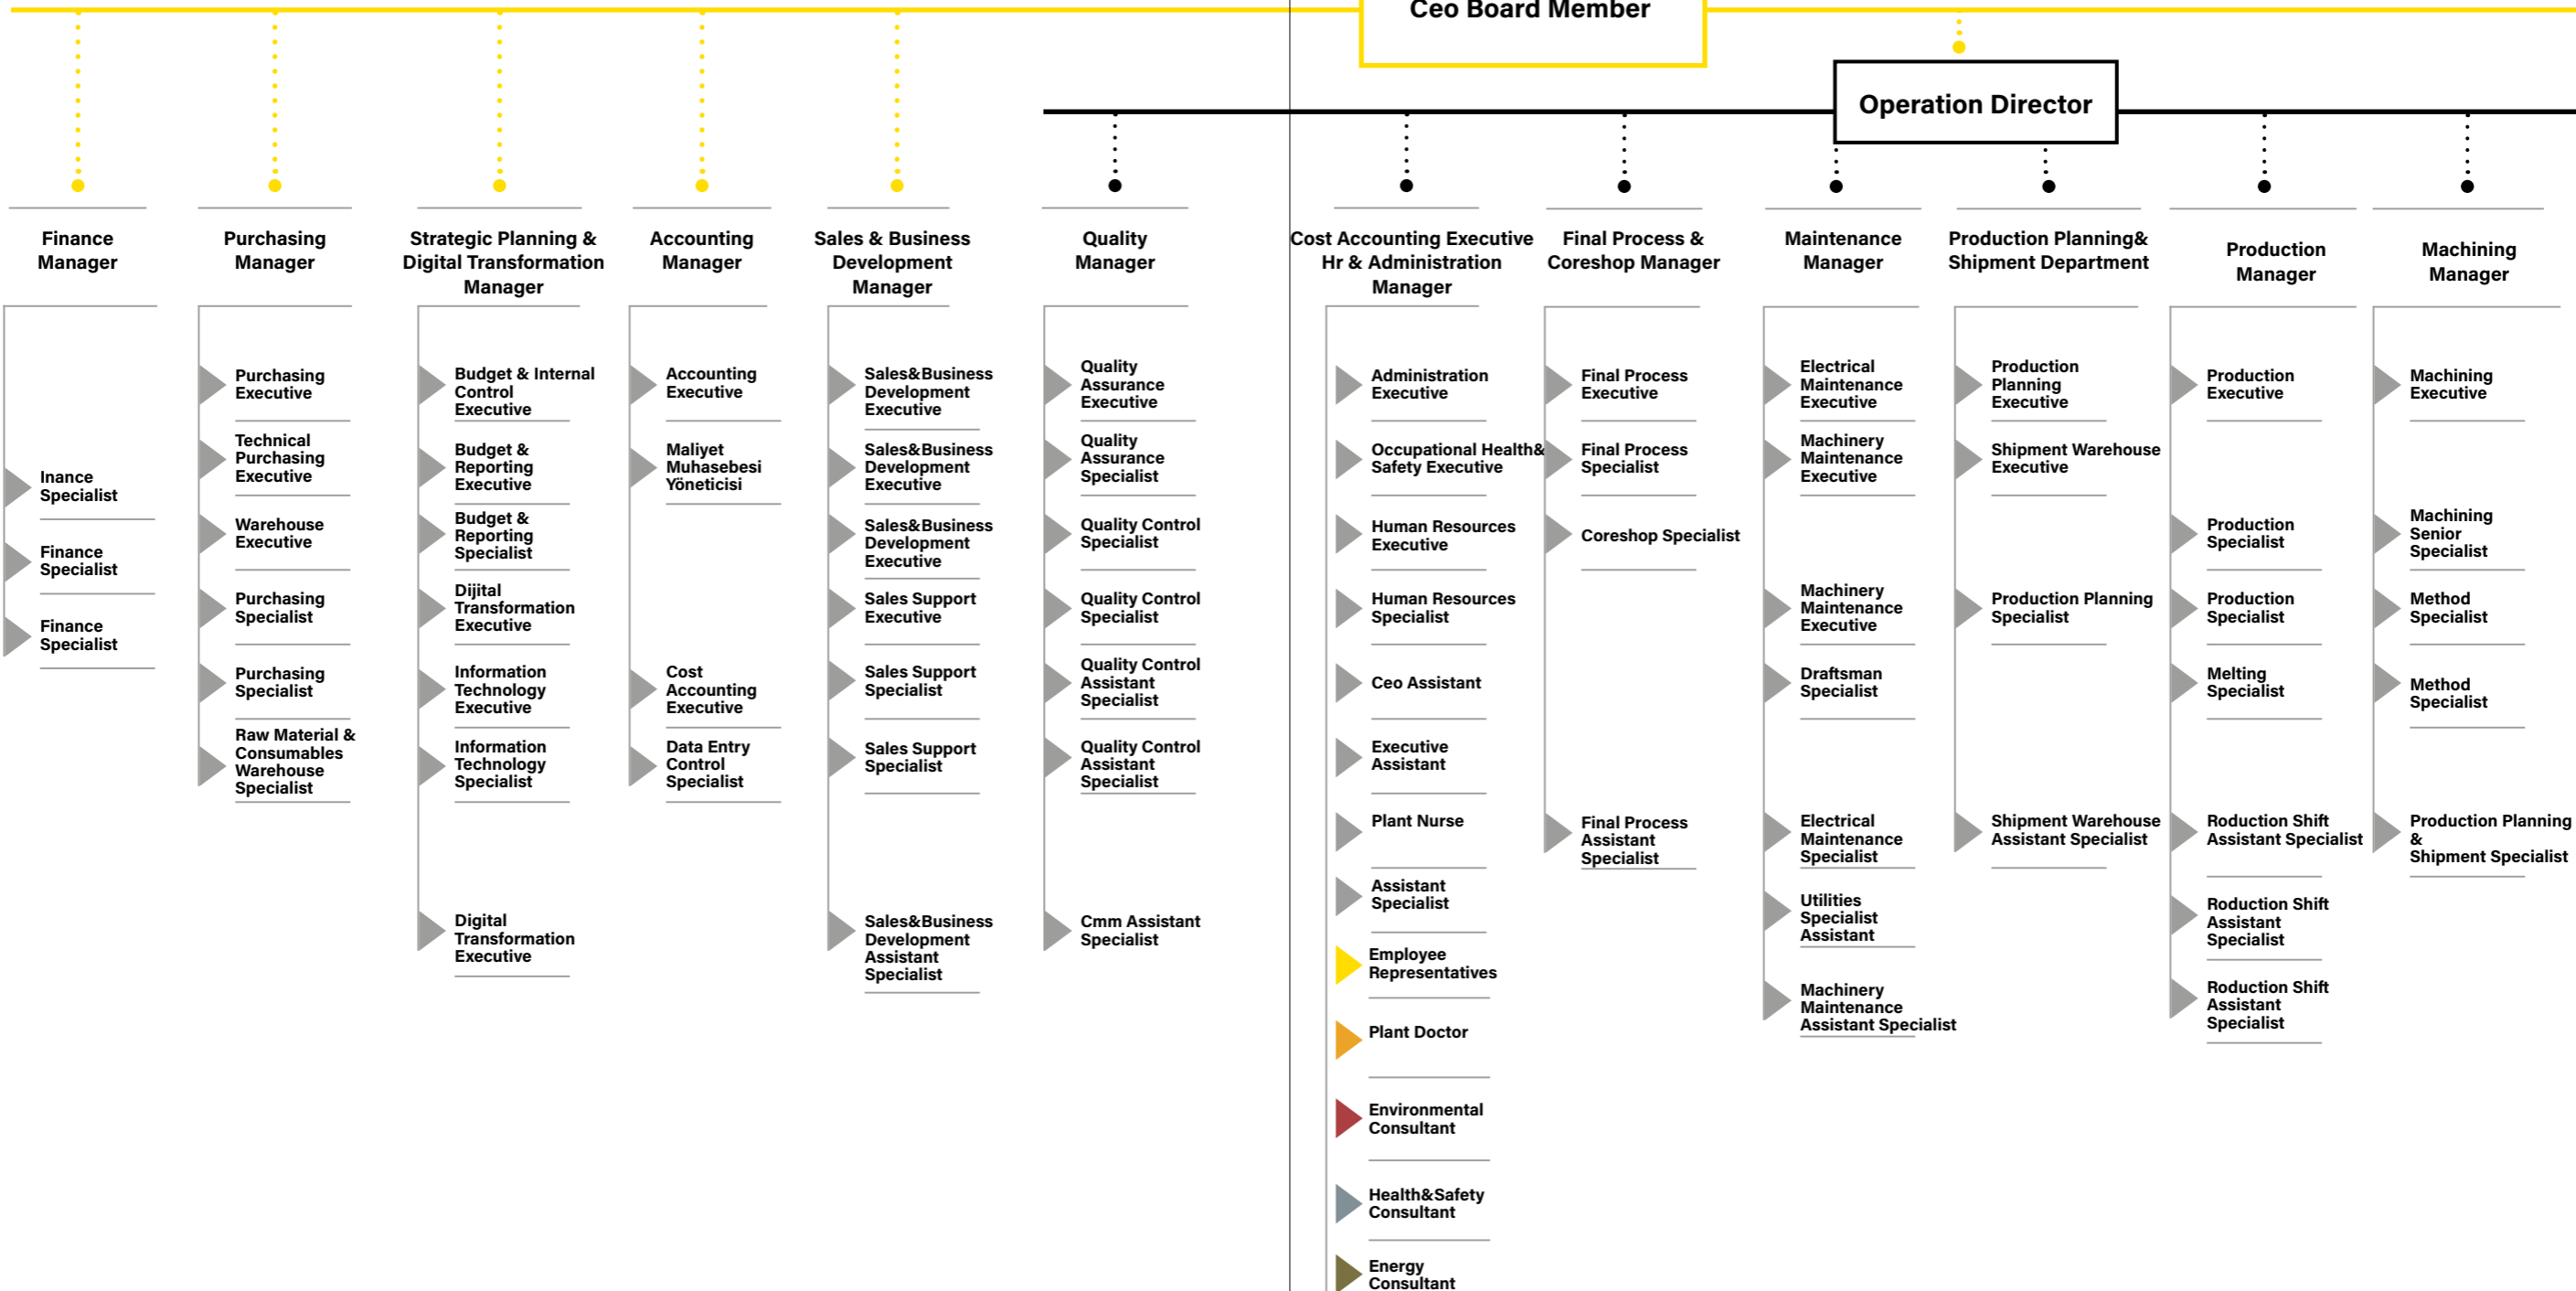 Ceo Board Member
Operation Director
Finance
Manager
Purchasing
Manager
Strategic Planning &
Digital Transformation
Manager
Accounting
Manager
Sales & Business
Development
Manager
Quality
Manager
Cost Accounting Executive
Hr & Administration
Manager
Final Process &
Coreshop Manager
Maintenance
Manager
Production Planning&
Shipment Department
Production
Manager
Machining
Manager
Inance
Specialist
Finance
Specialist
Finance
Specialist
Purchasing
Executive
Technical
Purchasing
Executive
Warehouse
Executive
Purchasing
Specialist
Purchasing
Specialist
Raw Material &
Consumables
Warehouse
Specialist
Budget & Internal
Control
Executive
Budget &
Reporting
Executive
Budget &
Reporting
Specialist
Dijital
Transformation
Executive
Information
Technology
Executive
Information
Technology
Specialist
Digital
Transformation
Executive
Accounting
Executive
Maliyet
Muhasebesi
Yöneticisi
Cost
Accounting
Executive
Data Entry
Control
Specialist
Sales&Business
Development
Executive
Sales&Business
Development
Executive
Sales&Business
Development
Executive
Sales Support
Executive
Sales Support
Specialist
Sales Support
Specialist
Sales&Business
Development
Assistant
Specialist
Quality
Assurance
Executive
Quality
Assurance
Specialist
Quality Control
Specialist
Quality Control
Specialist
Quality Control
Assistant
Specialist
Quality Control
Assistant
Specialist
Cmm Assistant
Specialist
Administration
Executive
Occupational Health&
Safety Executive
Human Resources
Executive
Human Resources
Specialist
Ceo Assistant
Executive
Assistant
Plant Nurse
Assistant
Specialist
Employee
Representatives
Plant Doctor
Environmental
Consultant
Health&Safety
Consultant
Energy
Consultant
Final Process
Executive
Final Process
Specialist
Coreshop Specialist
Final Process
Assistant
Specialist
Electrical
Maintenance
Executive
Machinery
Maintenance
Executive
Machinery
Maintenance
Executive
Draftsman
Specialist
Electrical
Maintenance
Specialist
Utilities
Specialist
Assistant
Machinery
Maintenance
Assistant Specialist
Production
Planning
Executive
Shipment Warehouse
Executive
Production Planning
Specialist
Shipment Warehouse
Assistant Specialist
Production
Executive
Production
Specialist
Production
Specialist
Melting
Specialist
Roduction Shift
Assistant Specialist
Roduction Shift
Assistant
Specialist
Roduction Shift
Assistant
Specialist
Machining
Executive
Machining
Senior
Specialist
Method
Specialist
Method
Specialist
Production Planning
&
Shipment Specialist